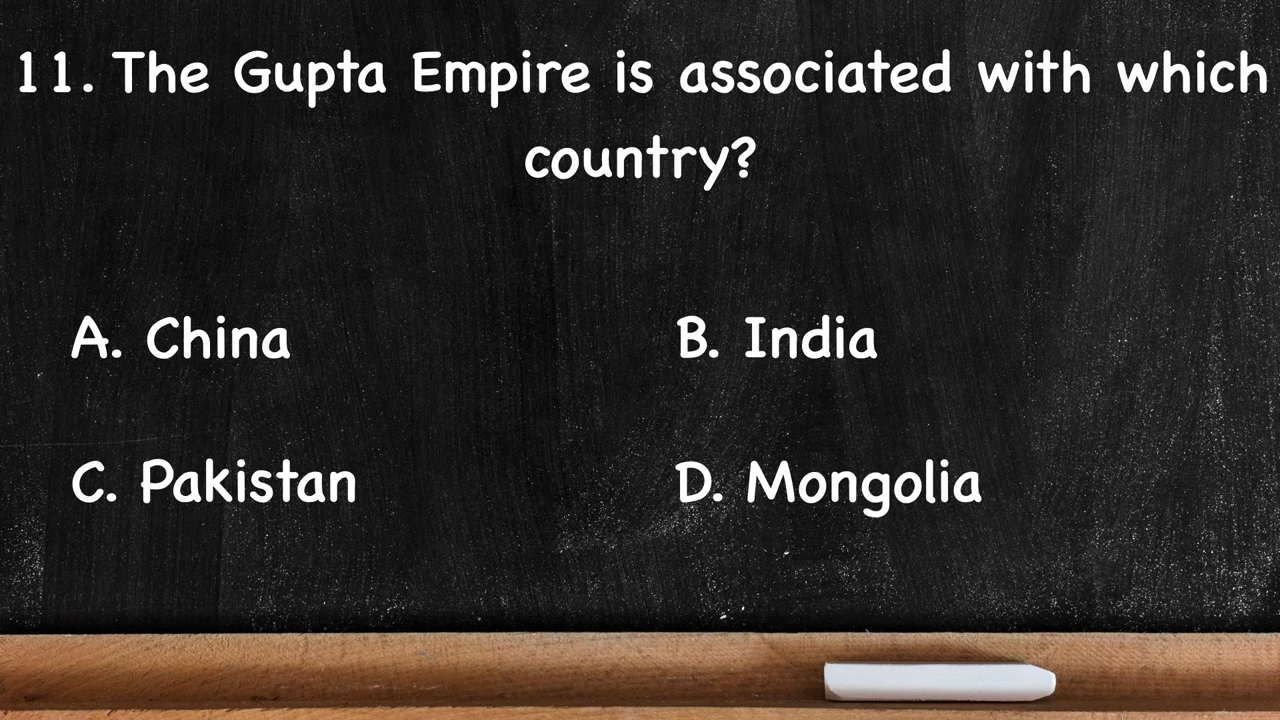 11. The Gupta Empire is associated with which
country?
A. China
B. India
C. Pakistan
D. Mongolia